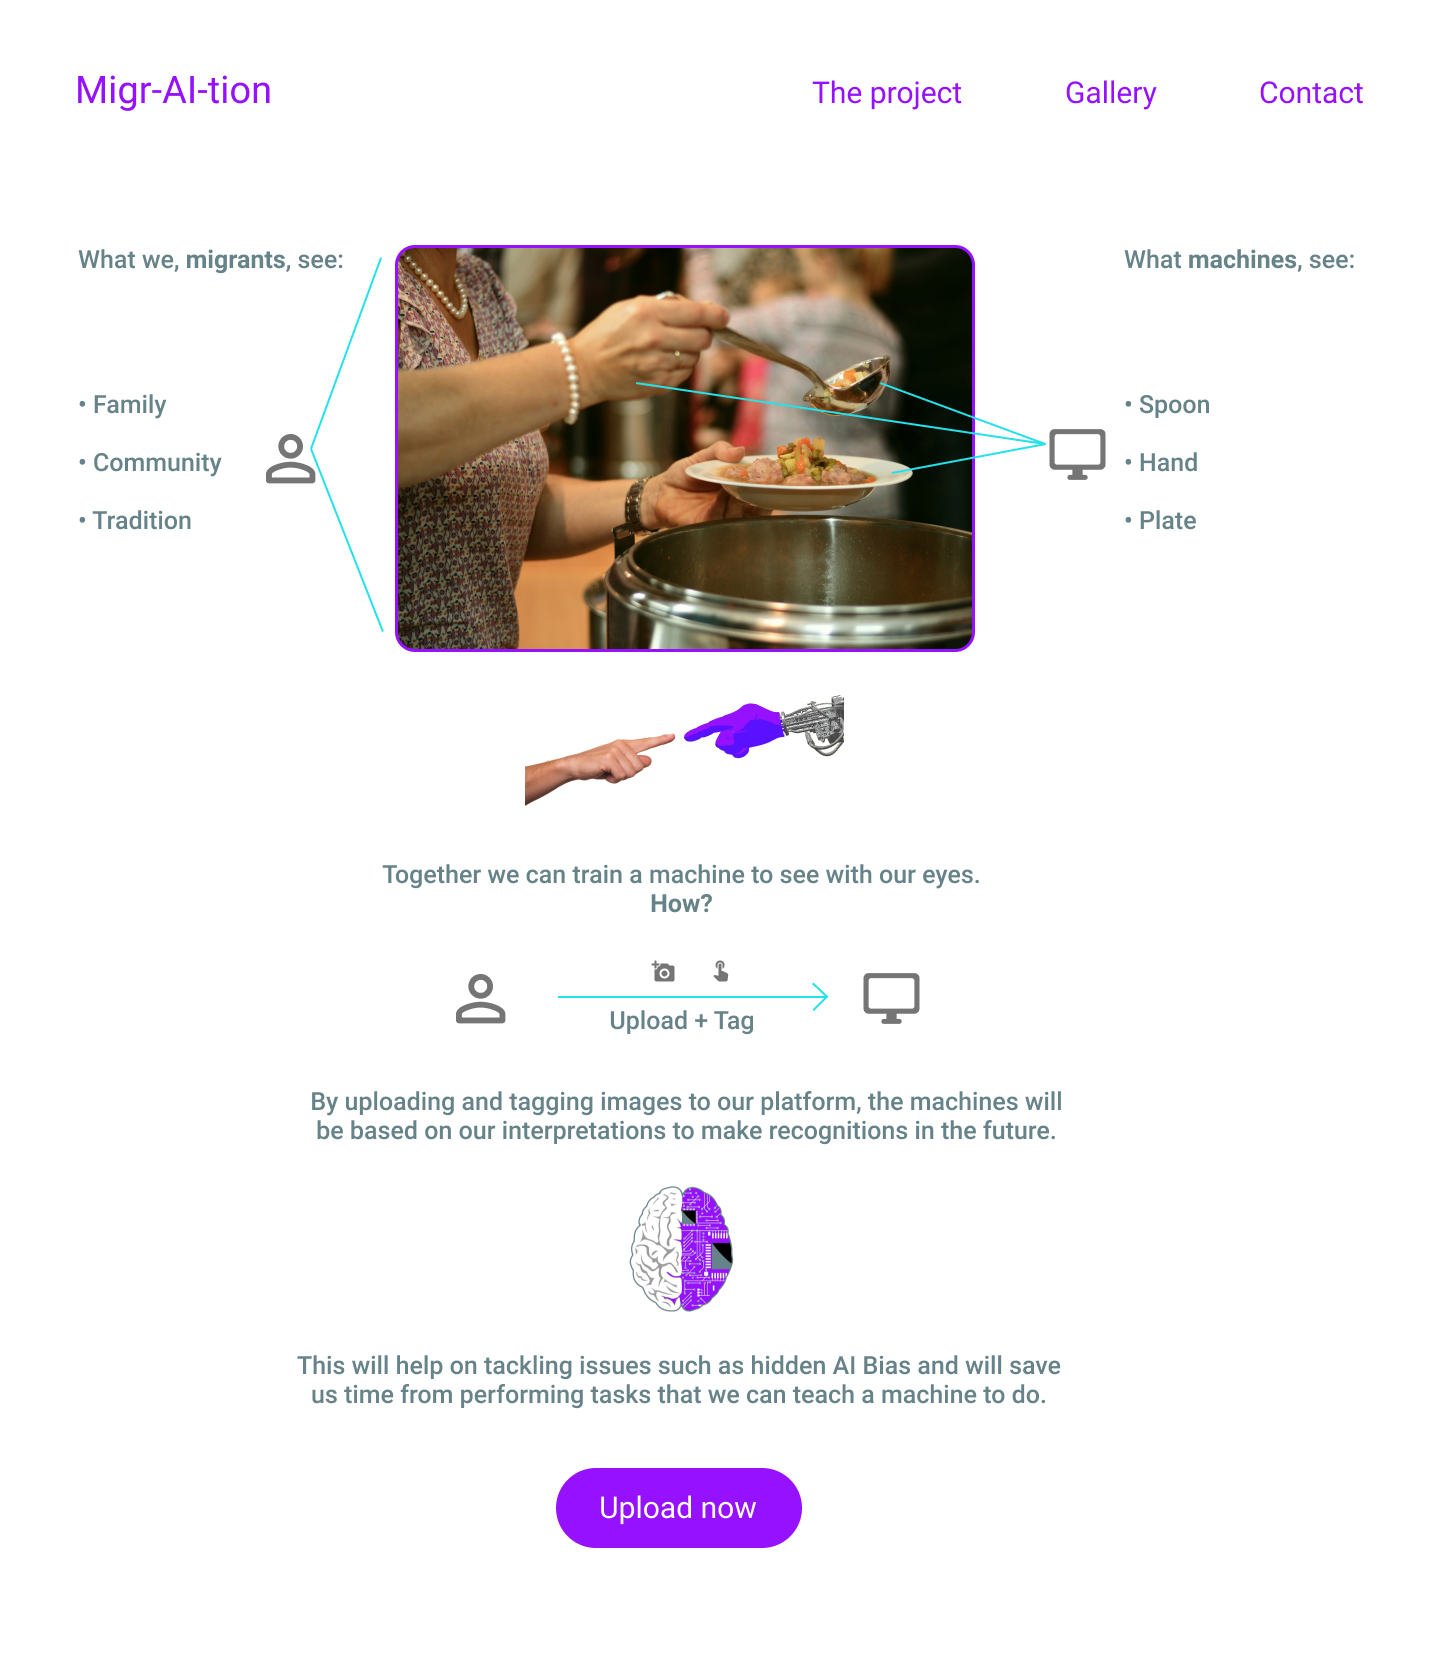 Migr-AI-tion
The project
Gallery
Contact
What we, migrants, see:
• Family
• Community
• Tradition
What machines, see:
• Spoon
• Hand
• Plate
Together we can train a machine to see with our eyes.
How?
Upload + Tag
By uploading and tagging images to our platform, the machines will
be based on our interpretations to make recognitions in the future.
This will help on tackling issues such as hidden AI Bias and will save
us time from performing tasks that we can teach a machine to do.
Upload now